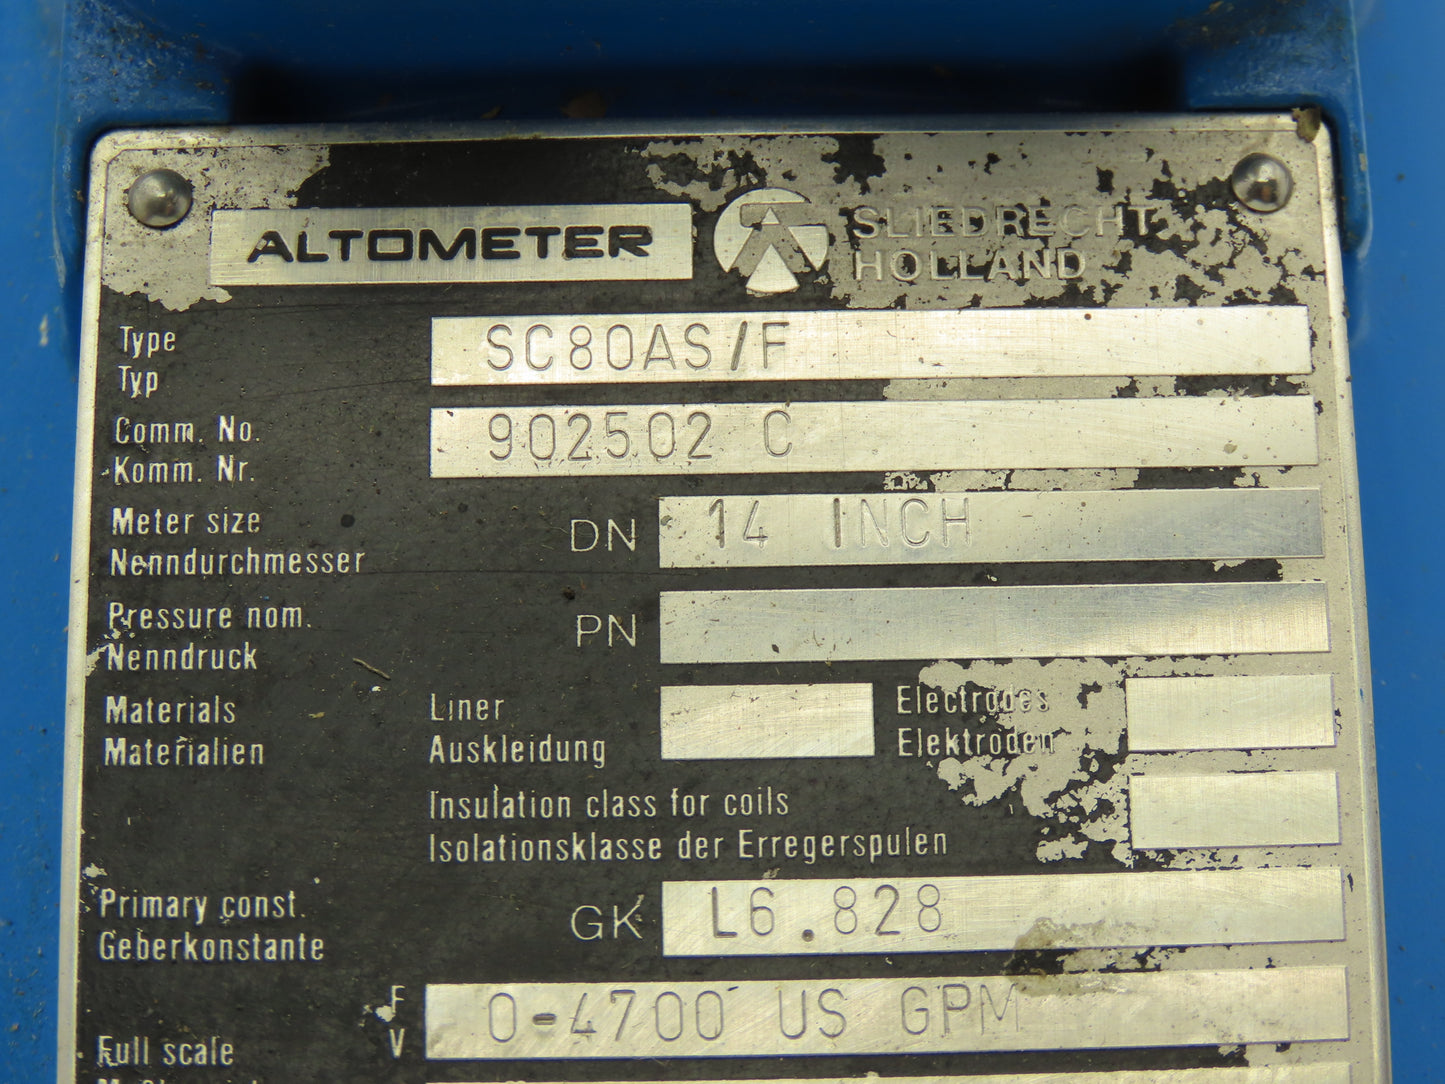 ALTOMETER
SLIEDRECHT
HOLLAND
Type
Typ
SC80AS/F
Comm. No.
Komm. Nr.
902502 C
Meter size
Nenndurchmesser
DN 14 INCH
Pressure nom.
Nenndruck
PN
Materials
Materialien
Liner
Auskleidung
Electrodes
Elektroden
Insulation class for coils
Isolationsklasse der Erregerspulen
Primary const.
Geberkonstante
GK L6.828
Full scale
F
V
0-4700 US GPM